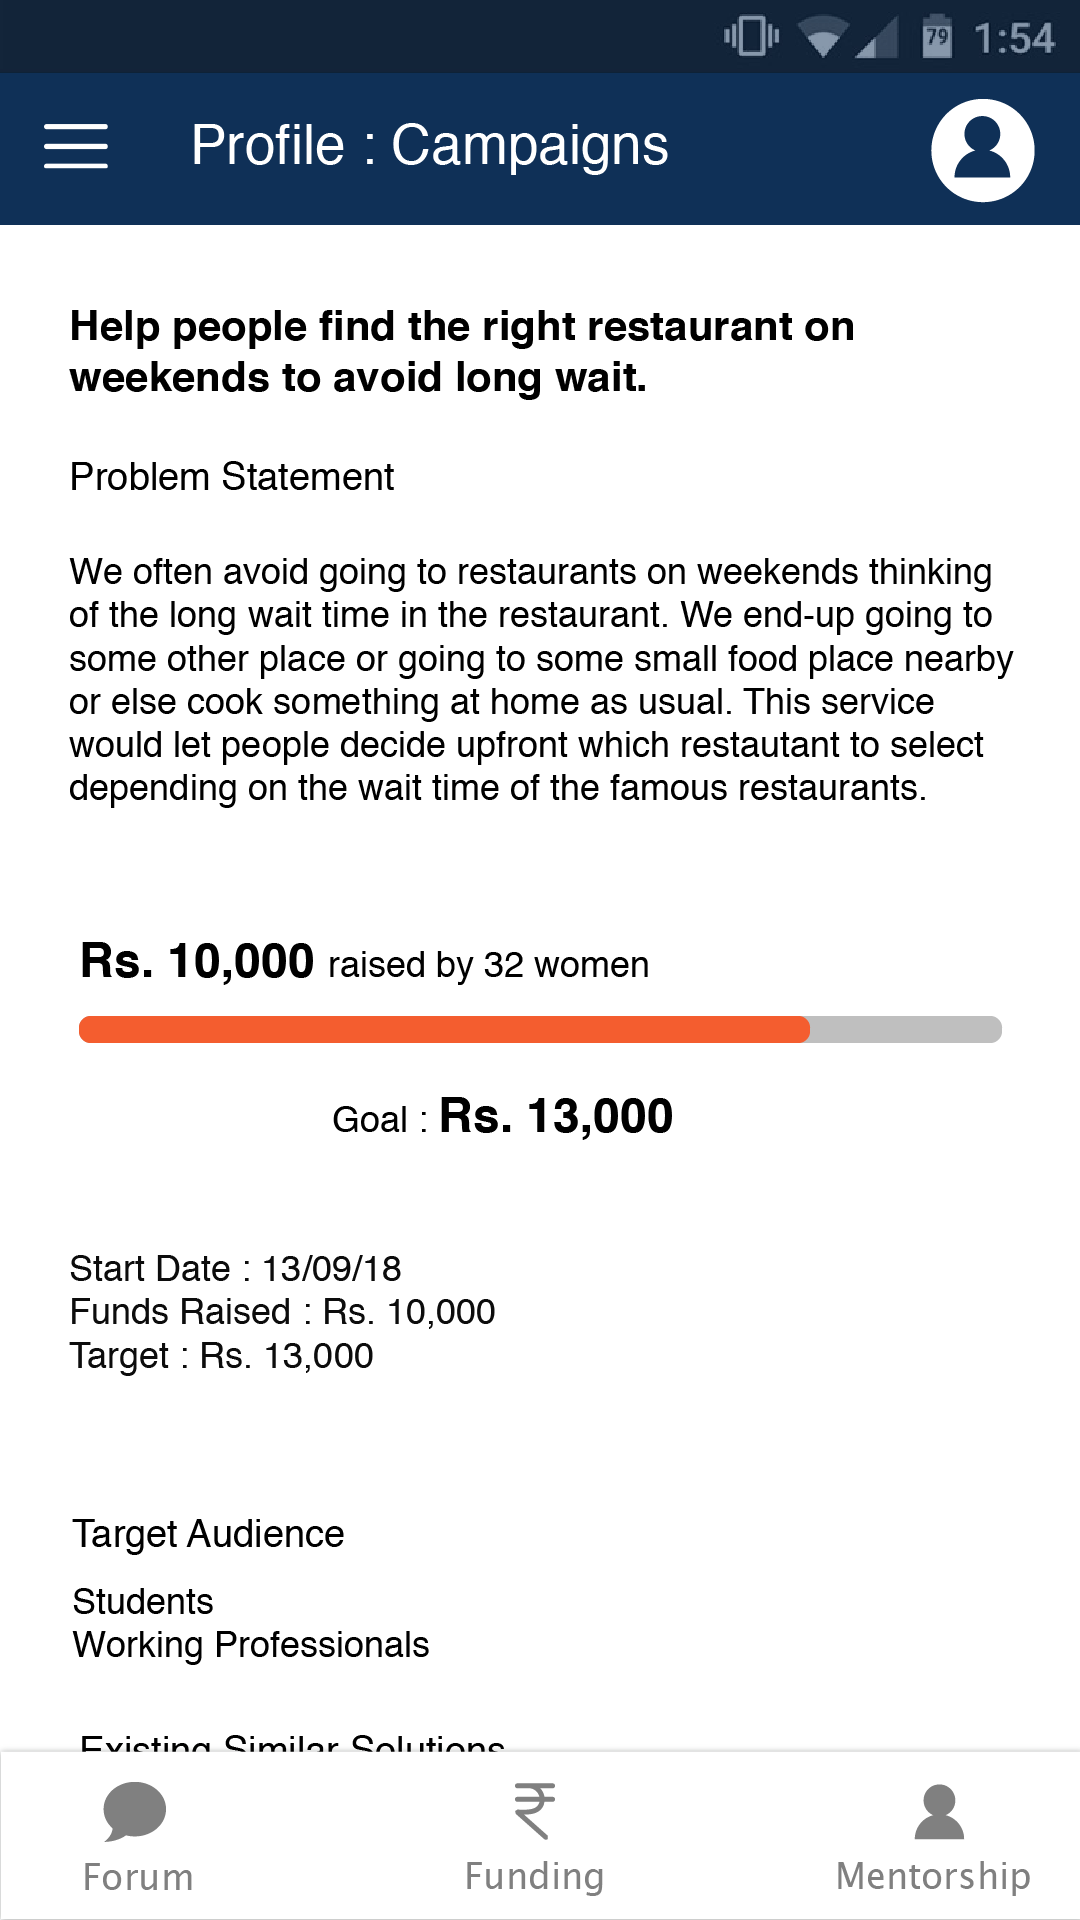 79 1:54
Profile : Campaigns
Help people find the right restaurant on
weekends to avoid long wait.
Problem Statement
We often avoid going to restaurants on weekends thinking
of the long wait time in the restaurant. We end-up going to
some other place or going to some small food place nearby
or else cook something at home as usual. This service
would let people decide upfront which restautant to select
depending on the wait time of the famous restaurants.
Rs. 10,000 raised by 32 women
Goal : Rs. 13,000
Start Date : 13/09/18
Funds Raised : Rs. 10,000
Target : Rs. 13,000
Target Audience
Students
Working Professionals
Existing Similar Solutions
Forum
Funding
Mentorship